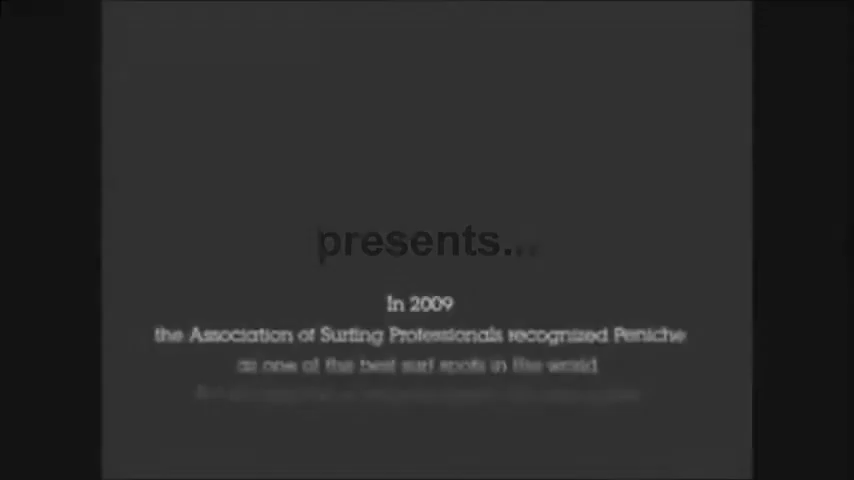 presents...
In 2009
the Association of Surfing Professionals recognized Peniche
as one of the best surf spots in the world